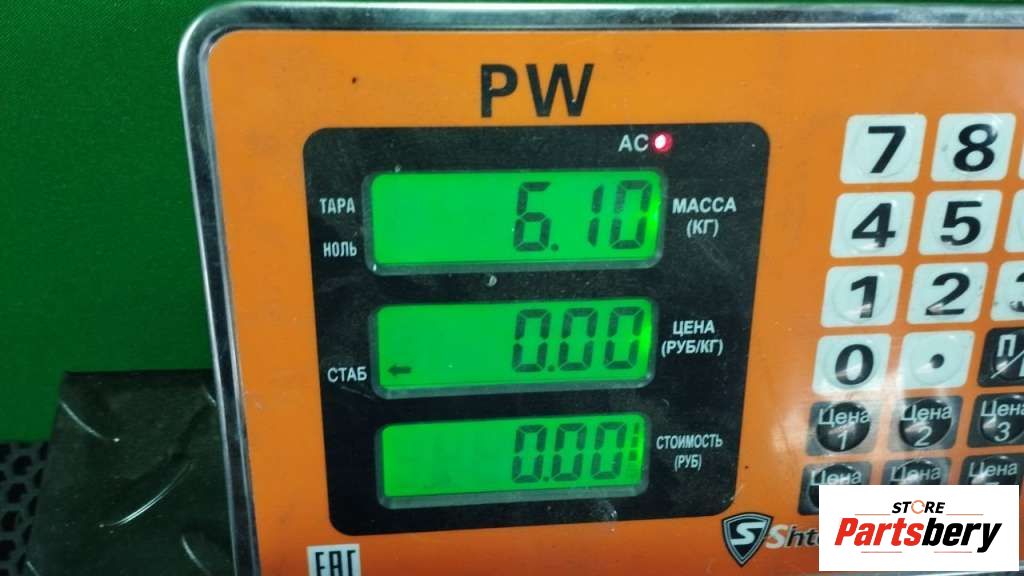 PW
AC
ТАРА
НОЛЬ
6.10
МАССА
(КГ)
СТАБ
0.00
ЦЕНА
(РУБ/КГ)
0.00
СТОИМОСТЬ
(РУБ)
7 8
4 5
1 2 3
0 .
П
Цена 1
Цена 2
Цена 3
Цена
Цена
Цена
EAC
STORE
Partsbery